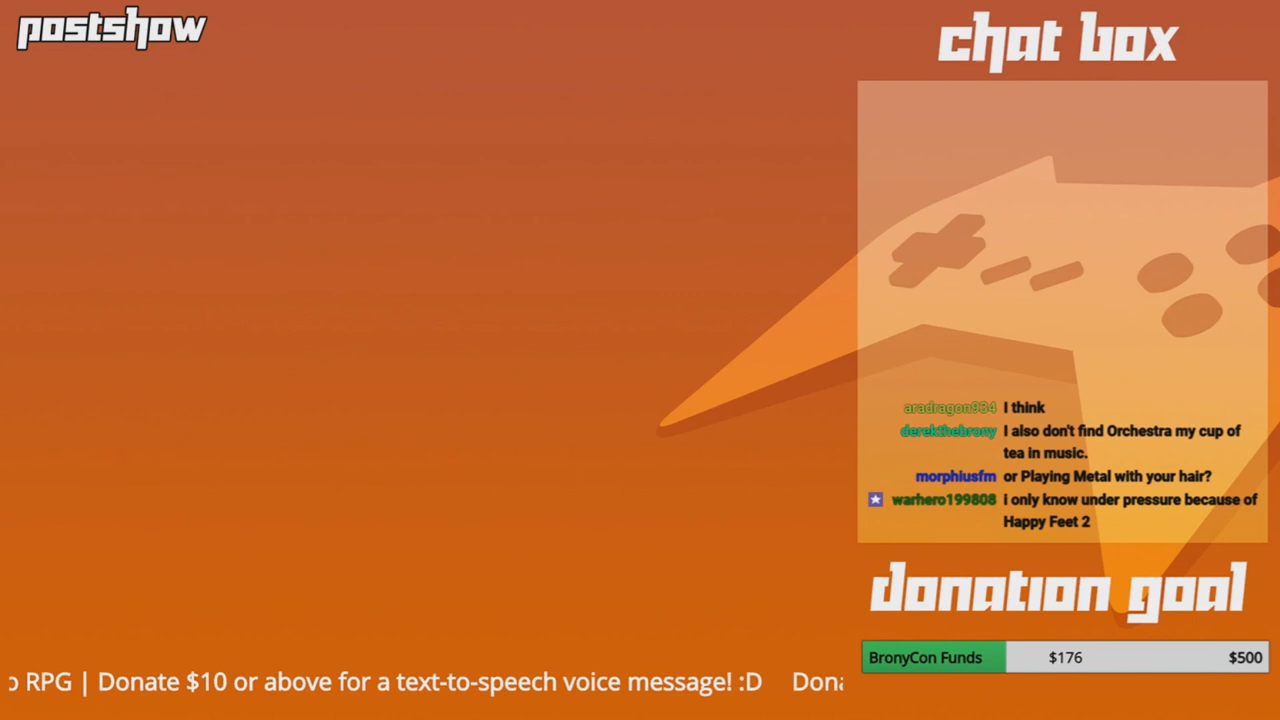 postshow
chat box
aradragon934 I think
derekthebrony I also don't find Orchestra my cup of
tea in music.
morphiusfm or Playing Metal with your hair?
warhero199808 i only know under pressure because of
Happy Feet 2
donation goal
BronyCon Funds $176 $500
o RPG | Donate $10 or above for a text-to-speech voice message! :D Dona